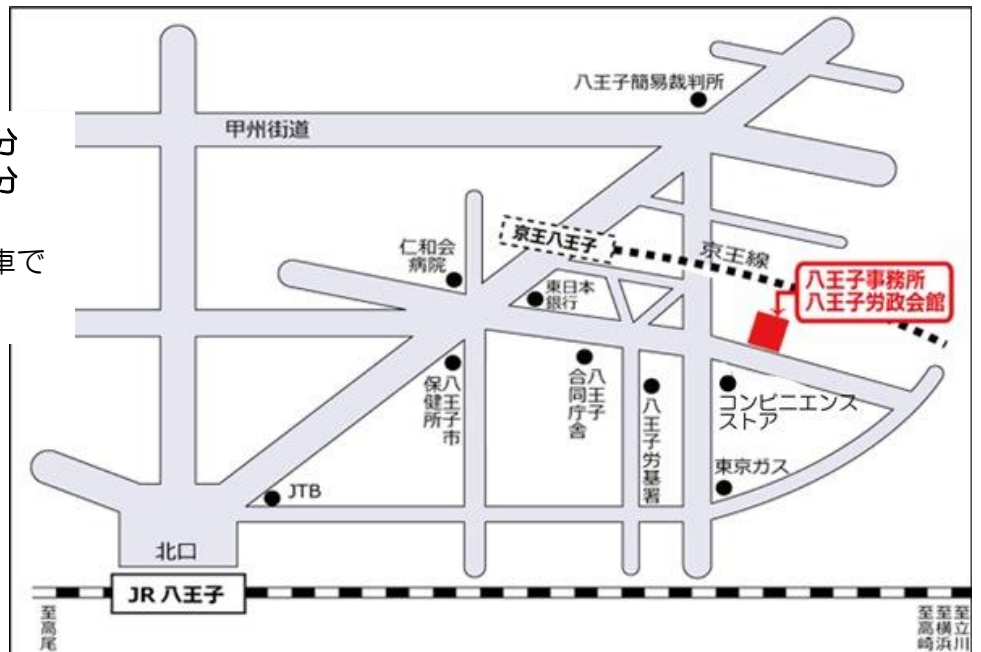 分
分
車で
八王子簡易裁判所
甲州街道
仁和会
病院
京王八王子
京王線
東日本
銀行
八王子事務所
八王子労政会館
八王子市
保健所
八王子
合同庁舎
八王子労基署
コンビニエンス
ストア
東京ガス
JTB
北口
JR 八王子
至高尾
至高崎
至横浜
至立川